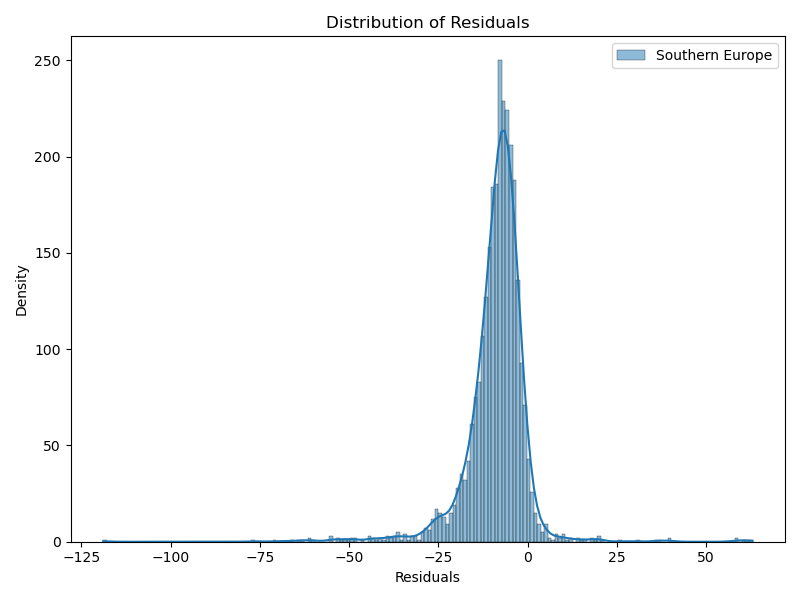 Distribution of Residuals
Southern Europe
Density
250
200
150
100
50
0
−125 −100 −75 −50 −25 0 25 50
Residuals